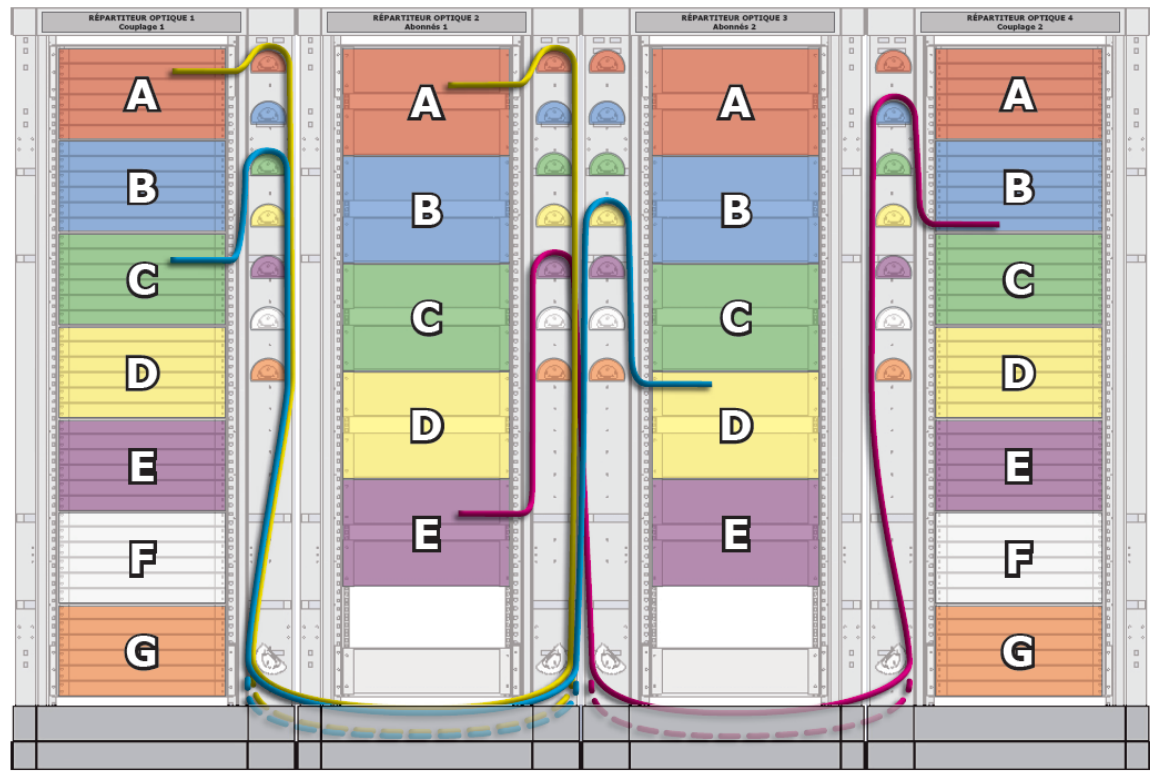 RÉPARTITEUR OPTIQUE 1
Couplage 1
A
B
C
D
E
F
G
RÉPARTITEUR OPTIQUE 2
Abonnés 1
A
B
C
D
E
RÉPARTITEUR OPTIQUE 3
Abonnés 2
A
B
C
D
E
RÉPARTITEUR OPTIQUE 4
Couplage 2
A
B
C
D
E
F
G